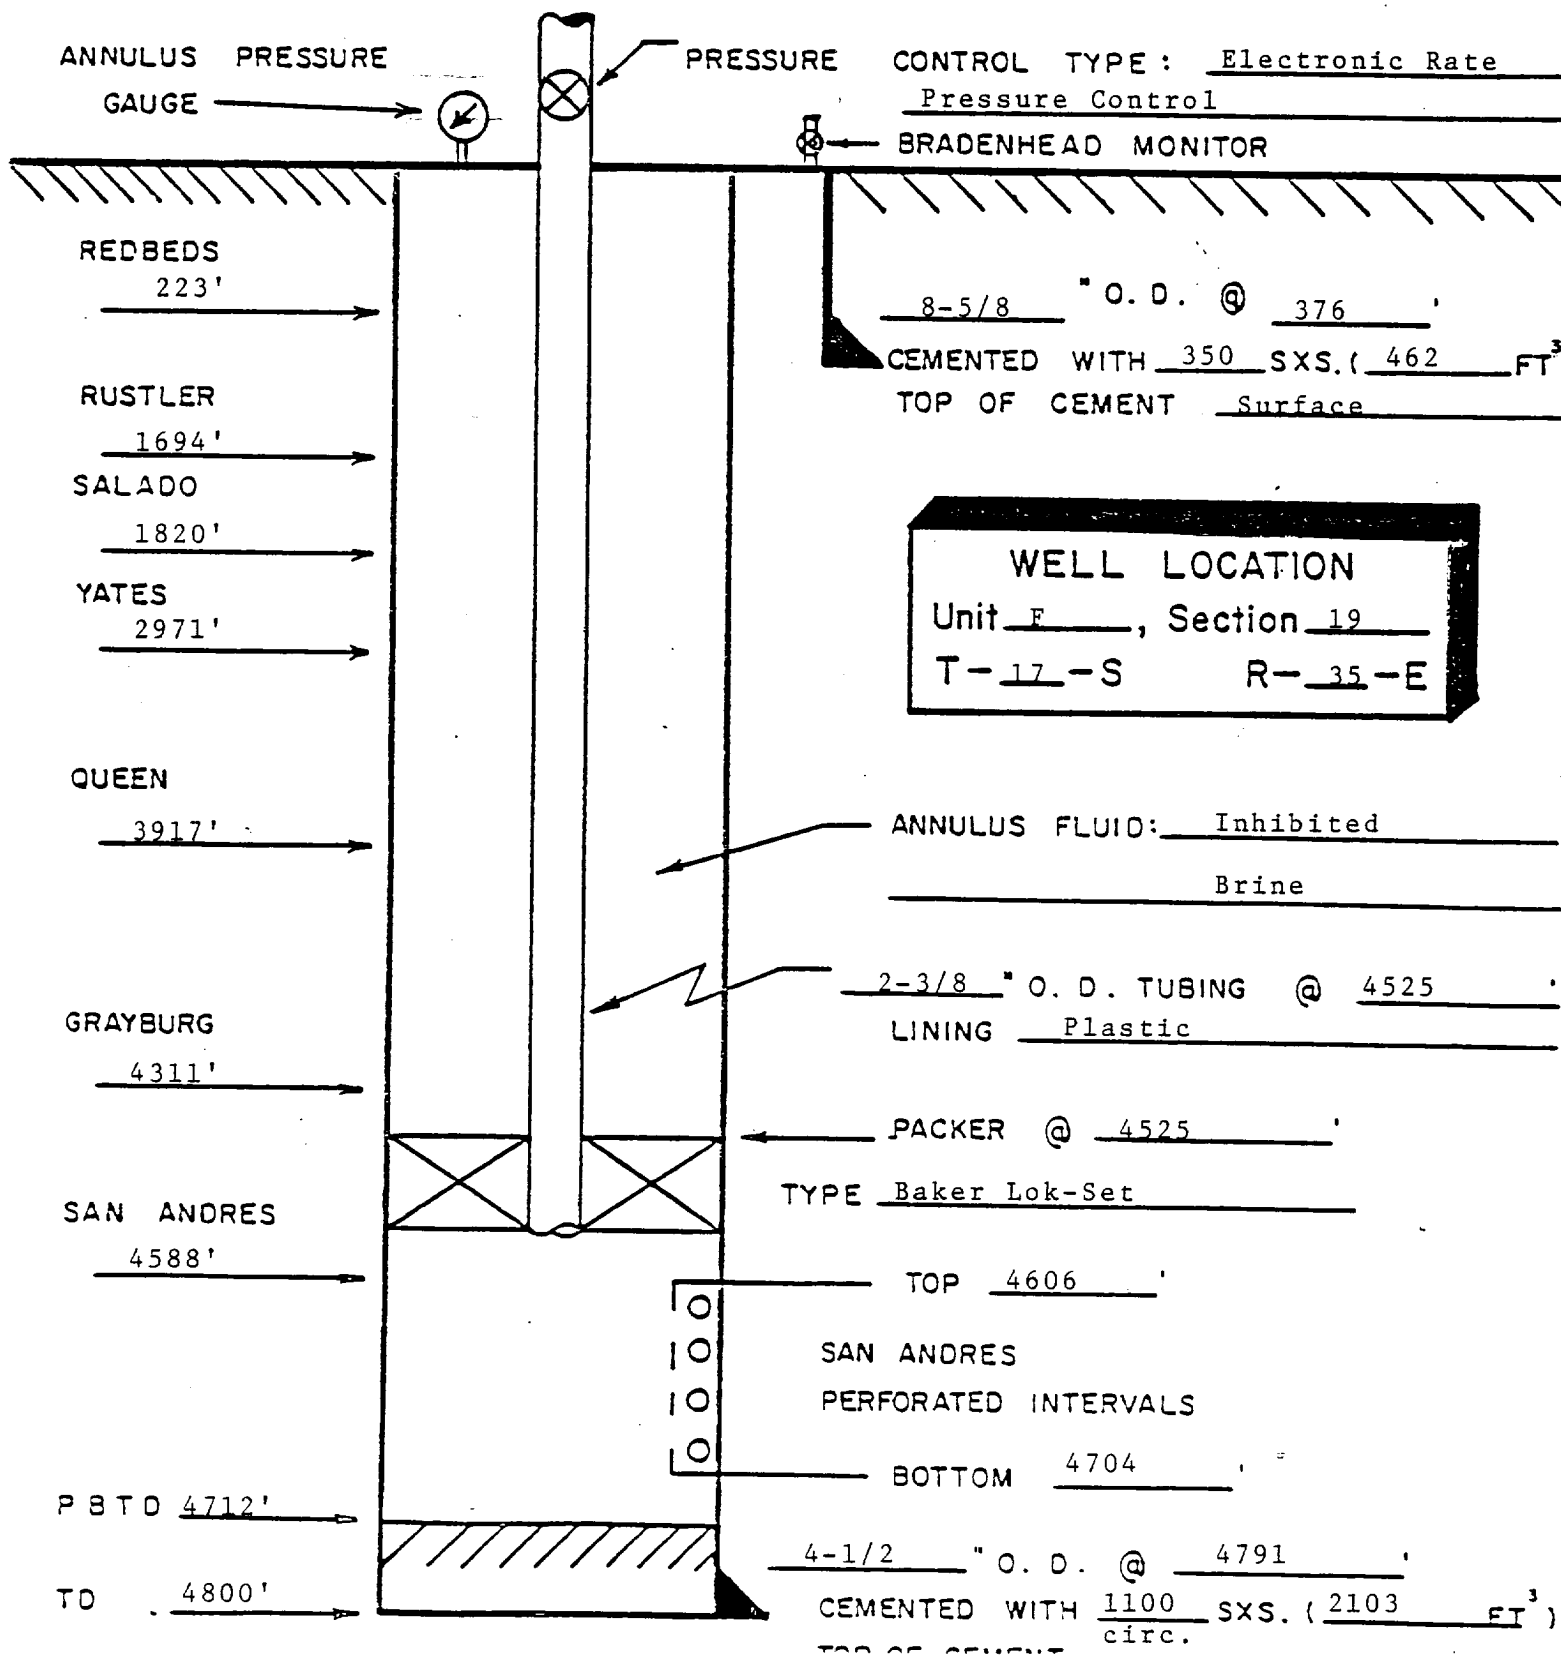 ANNULUS PRESSURE
GAUGE
PRESSURE CONTROL TYPE: Electronic Rate
Pressure Control
BRADENHEAD MONITOR
REDBEDS
223'
8-5/8 " O.D. @ 376 '
CEMENTED WITH 350 SXS. ( 462 FT³
TOP OF CEMENT Surface
RUSTLER
1694'
SALADO
1820'
YATES
2971'
WELL LOCATION
Unit F, Section 19
T-17-S R-35-E
QUEEN
3917'
ANNULUS FLUID: Inhibited
Brine
2-3/8 " O.D. TUBING @ 4525 '
LINING Plastic
GRAYBURG
4311'
PACKER @ 4525 '
TYPE Baker Lok-Set
SAN ANDRES
4588'
TOP 4606 '
SAN ANDRES
PERFORATED INTERVALS
BOTTOM 4704 '
PBTD 4712'
4-1/2 " O.D. @ 4791 '
TD 4800'
CEMENTED WITH 1100 SXS. ( 2103 FT³ )
circ.
TOP OF CEMENT